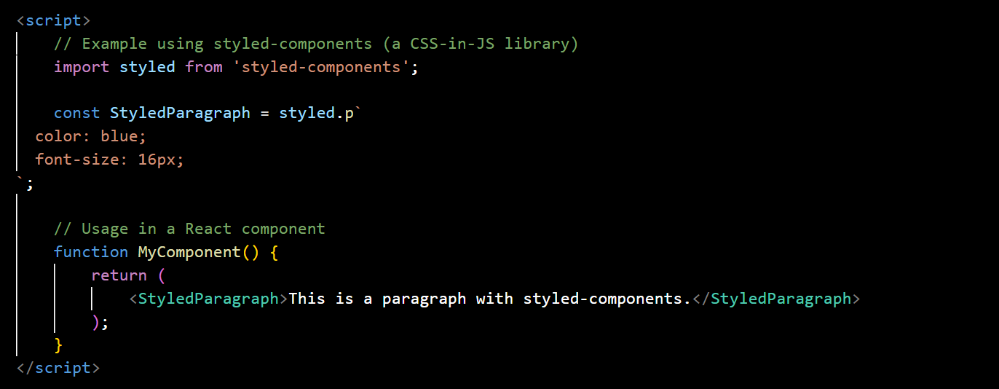 <script>
// Example using styled-components (a CSS-in-JS library)
import styled from 'styled-components';
const StyledParagraph = styled.p`
color: blue;
font-size: 16px;
`;
// Usage in a React component
function MyComponent() {
return (
<StyledParagraph>This is a paragraph with styled-components.</StyledParagraph>
);
}
</script>